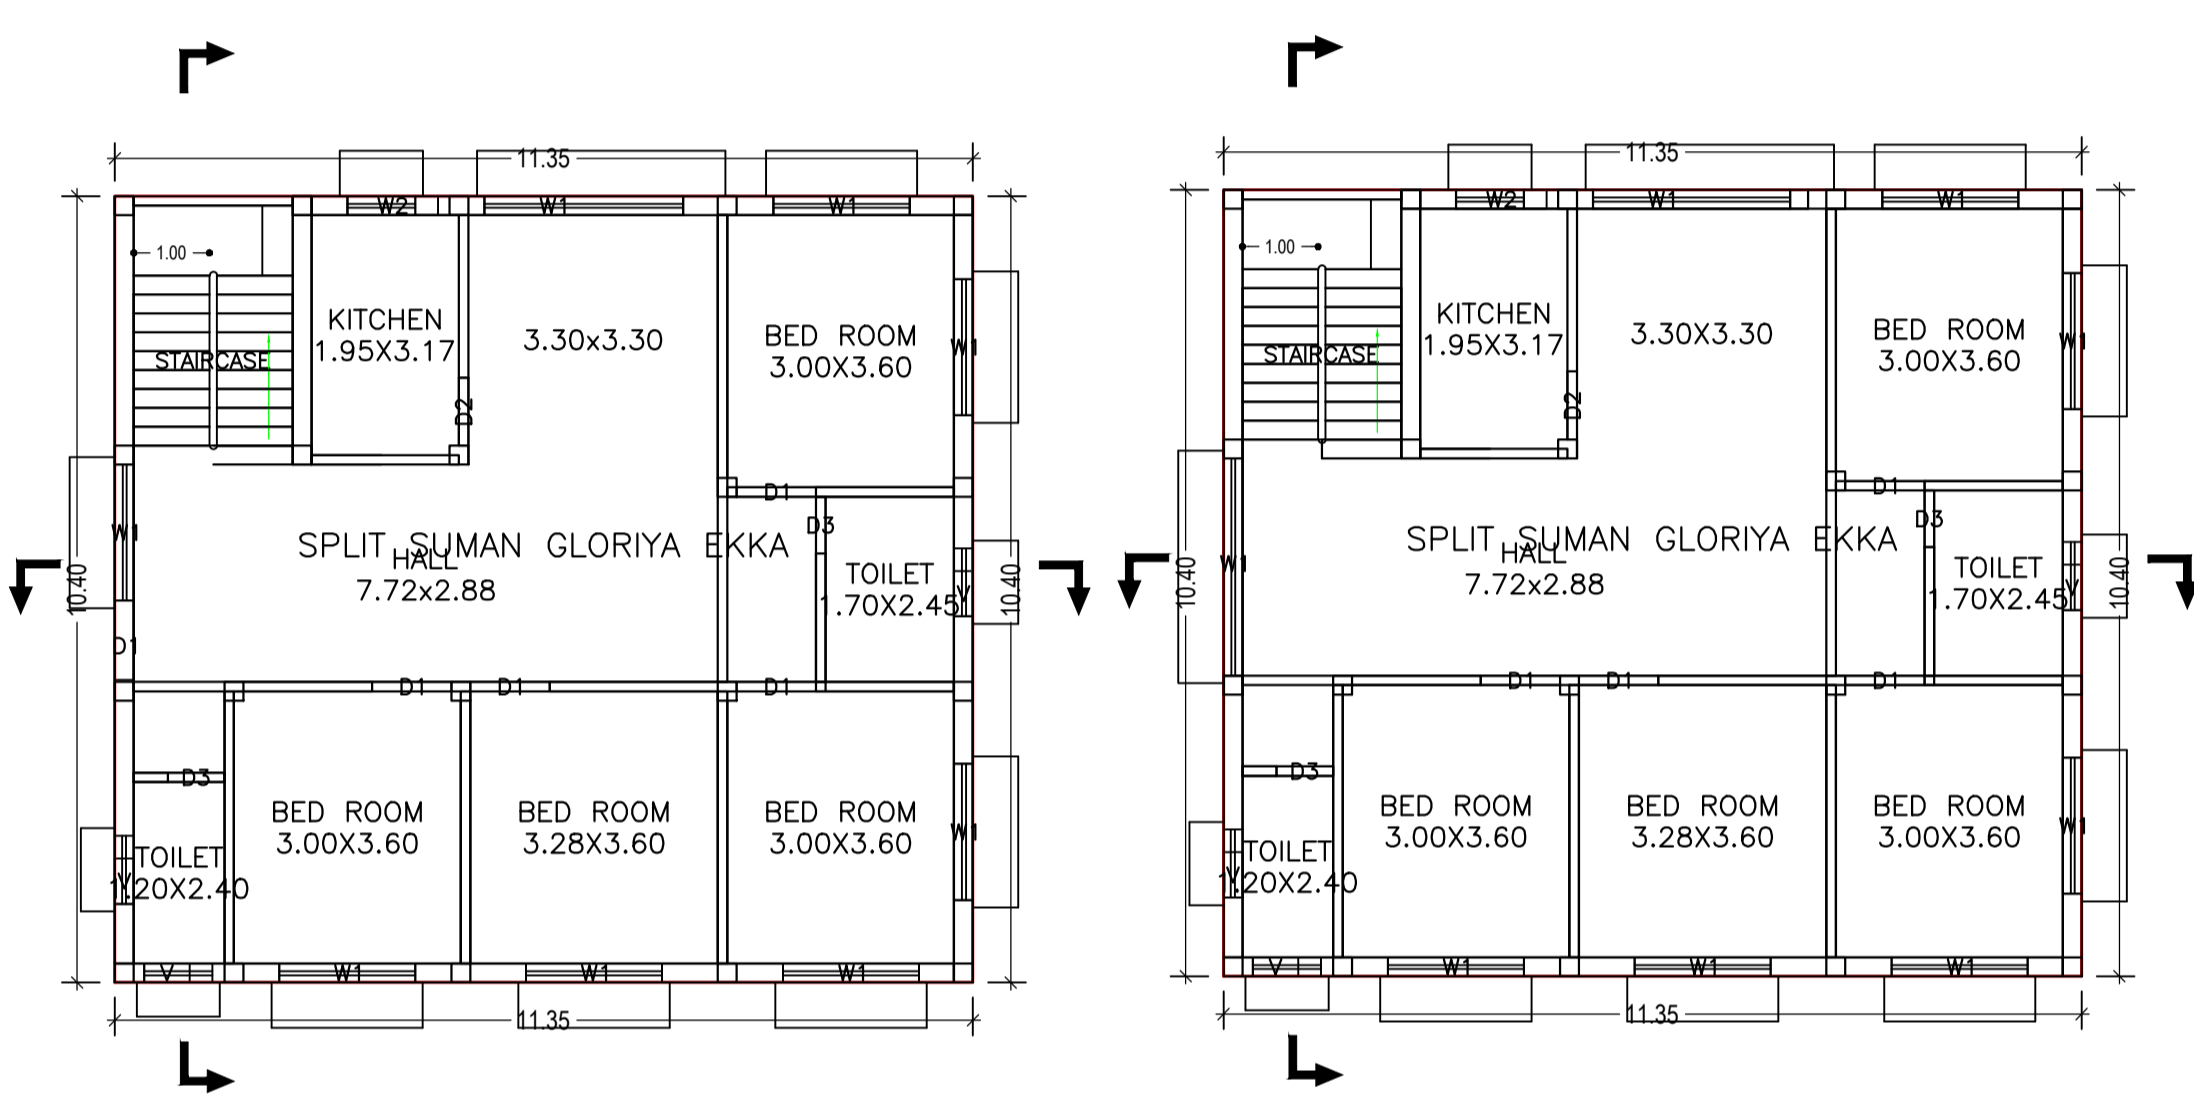 11.35
W2
W1
W1
1.00
KITCHEN
1.95X3.17
3.30x3.30
BED ROOM
3.00X3.60
W1
STAIRCASE
D2
D1
D3
W1
SPLIT SUMAN GLORIYA EKKA
HALL
7.72x2.88
TOILET
1.70X2.45
V
10.40
10.40
D1
D1
D1
D1
D3
BED ROOM
3.00X3.60
BED ROOM
3.28X3.60
BED ROOM
3.00X3.60
W1
TOILET
1.20X2.40
V
V
W1
W1
W1
11.35
11.35
W2
W1
W1
1.00
KITCHEN
1.95X3.17
3.30X3.30
BED ROOM
3.00X3.60
W1
STAIRCASE
D2
D1
D3
SPLIT SUMAN GLORIYA EKKA
HALL
7.72x2.88
W1
TOILET
1.70X2.45
V
10.40
10.40
D1
D1
D1
D3
BED ROOM
3.00X3.60
BED ROOM
3.28X3.60
BED ROOM
3.00X3.60
W1
TOILET
1.20X2.40
V
V
W1
W1
W1
11.35